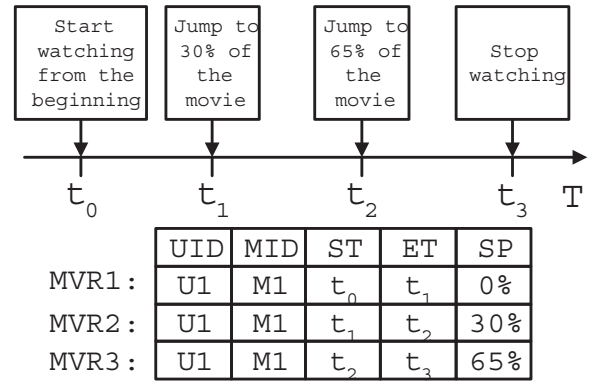 Start
watching
from the
beginning
Jump to
30% of
the
movie
Jump to
65% of
the
movie
Stop
watching
t0 t1 t2 t3 T
UID MID ST ET SP
MVR1: U1 M1 t0 t1 0%
MVR2: U1 M1 t1 t2 30%
MVR3: U1 M1 t2 t3 65%